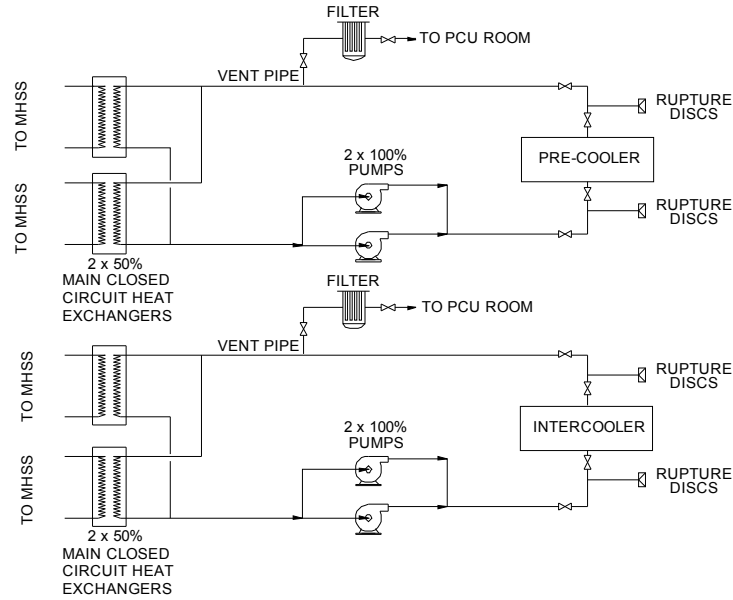 FILTER
TO PCU ROOM
VENT PIPE
TO MHSS
RUPTURE
DISCS
PRE-COOLER
2 x 100%
PUMPS
TO MHSS
RUPTURE
DISCS
2 x 50%
MAIN CLOSED
CIRCUIT HEAT
EXCHANGERS
FILTER
TO PCU ROOM
VENT PIPE
TO MHSS
RUPTURE
DISCS
INTERCOOLER
2 x 100%
PUMPS
TO MHSS
RUPTURE
DISCS
2 x 50%
MAIN CLOSED
CIRCUIT HEAT
EXCHANGERS